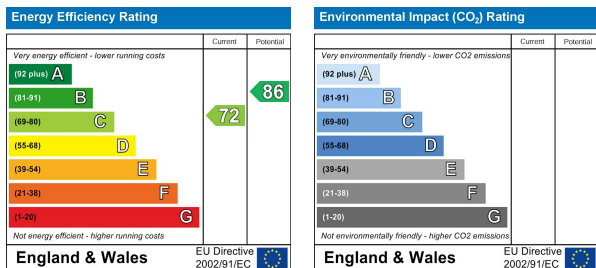 Energy Efficiency Rating
Current Potential
Very energy efficient - lower running costs
(92 plus) A
(81-91) B
(69-80) C
(55-68) D
(39-54) E
(21-38) F
(1-20) G
72
86
Not energy efficient - higher running costs
England & Wales
EU Directive
2002/91/EC
Environmental Impact (CO₂) Rating
Current Potential
Very environmentally friendly - lower CO2 emissions
(92 plus) A
(81-91) B
(69-80) C
(55-68) D
(39-54) E
(21-38) F
(1-20) G
Not environmentally friendly - higher CO2 emissions
England & Wales
EU Directive
2002/91/EC